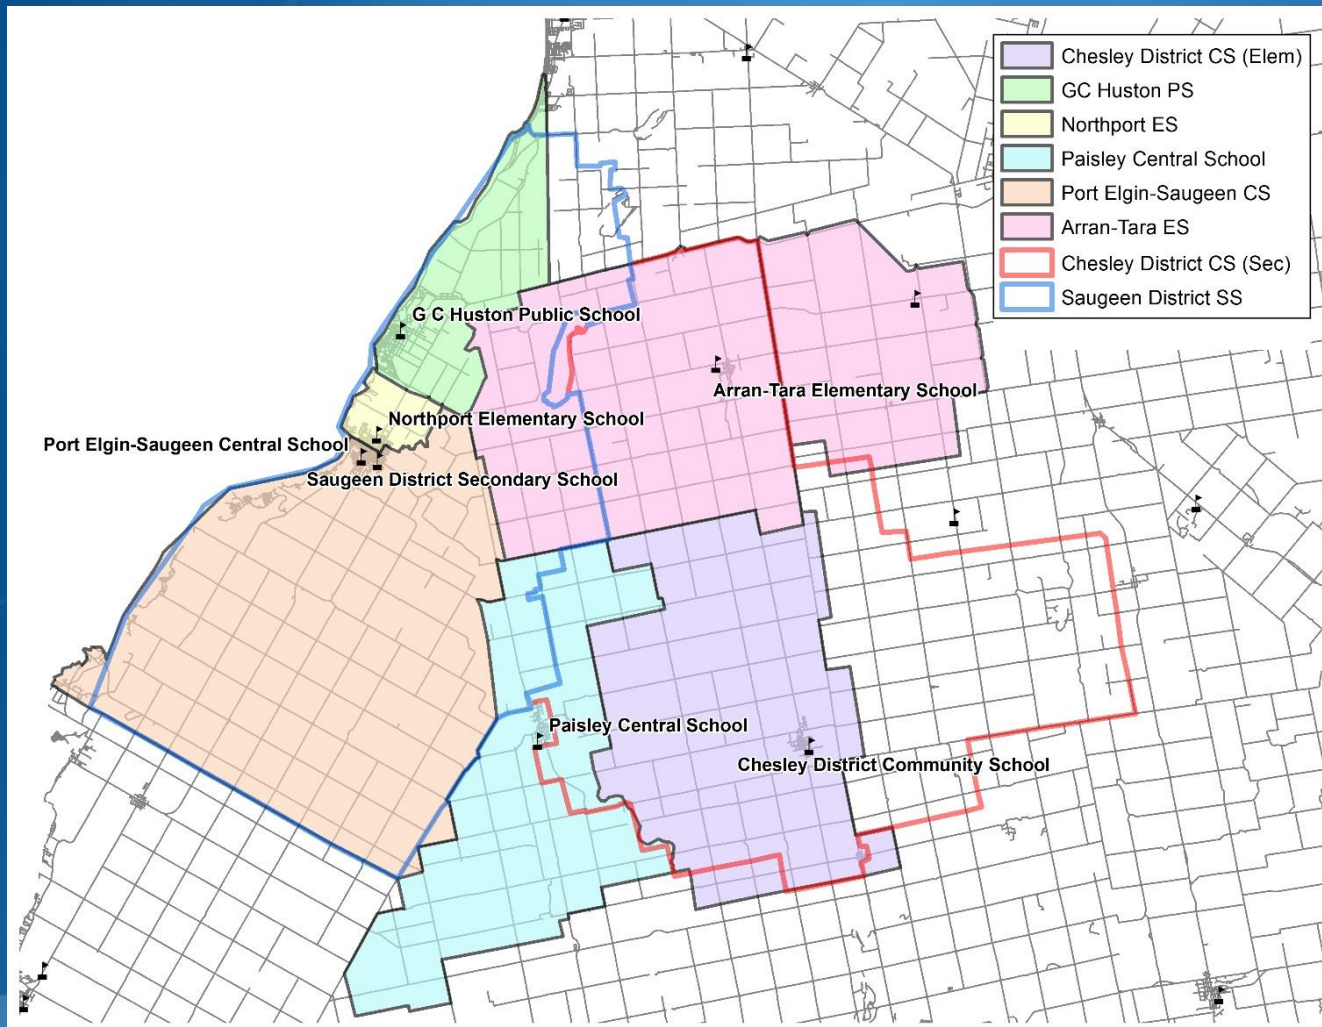 Chesley District CS (Elem)
GC Huston PS
Northport ES
Paisley Central School
Port Elgin-Saugeen CS
Arran-Tara ES
Chesley District CS (Sec)
Saugeen District SS
G C Huston Public School
Arran-Tara Elementary School
Northport Elementary School
Port Elgin-Saugeen Central School
Saugeen District Secondary School
Paisley Central School
Chesley District Community School